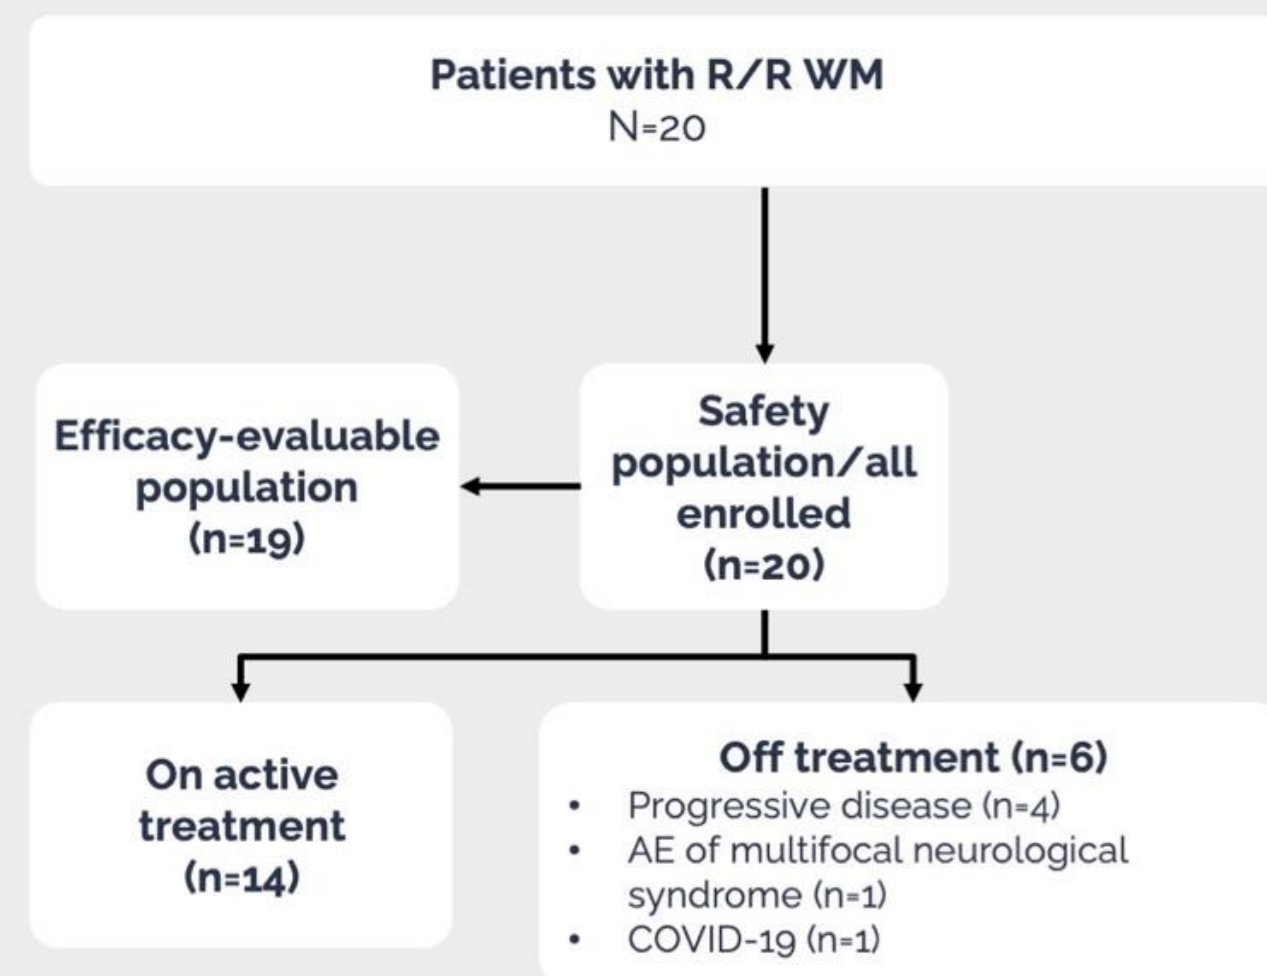 Patients with R/R WM
N=20
Efficacy-evaluable
population
(n=19)
Safety
population/all
enrolled
(n=20)
On active
treatment
(n=14)
Off treatment (n=6)
• Progressive disease (n=4)
• AE of multifocal neurological
syndrome (n=1)
• COVID-19 (n=1)